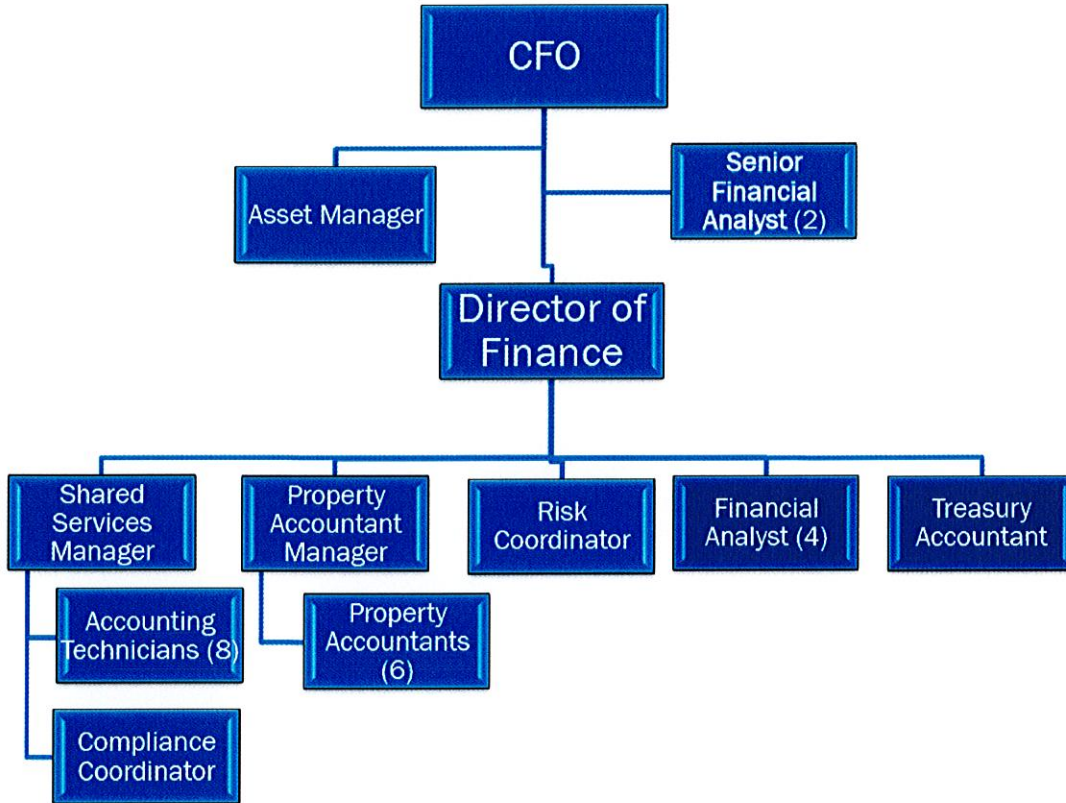 CFO
Asset Manager
Senior
Financial
Analyst (2)
Director of
Finance
Shared
Services
Manager
Property
Accountant
Manager
Risk
Coordinator
Financial
Analyst (4)
Treasury
Accountant
Accounting
Technicians (8)
Property
Accountants
(6)
Compliance
Coordinator